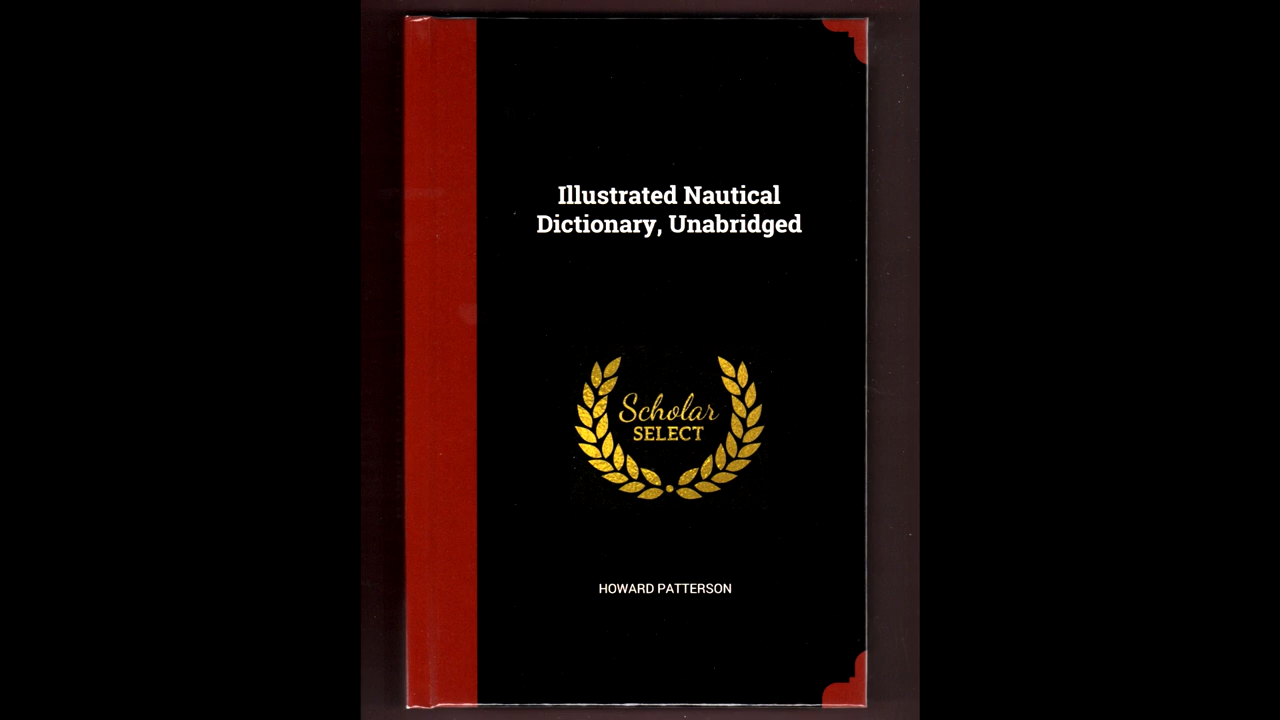 Illustrated Nautical
Dictionary, Unabridged
Scholar
SELECT
HOWARD PATTERSON